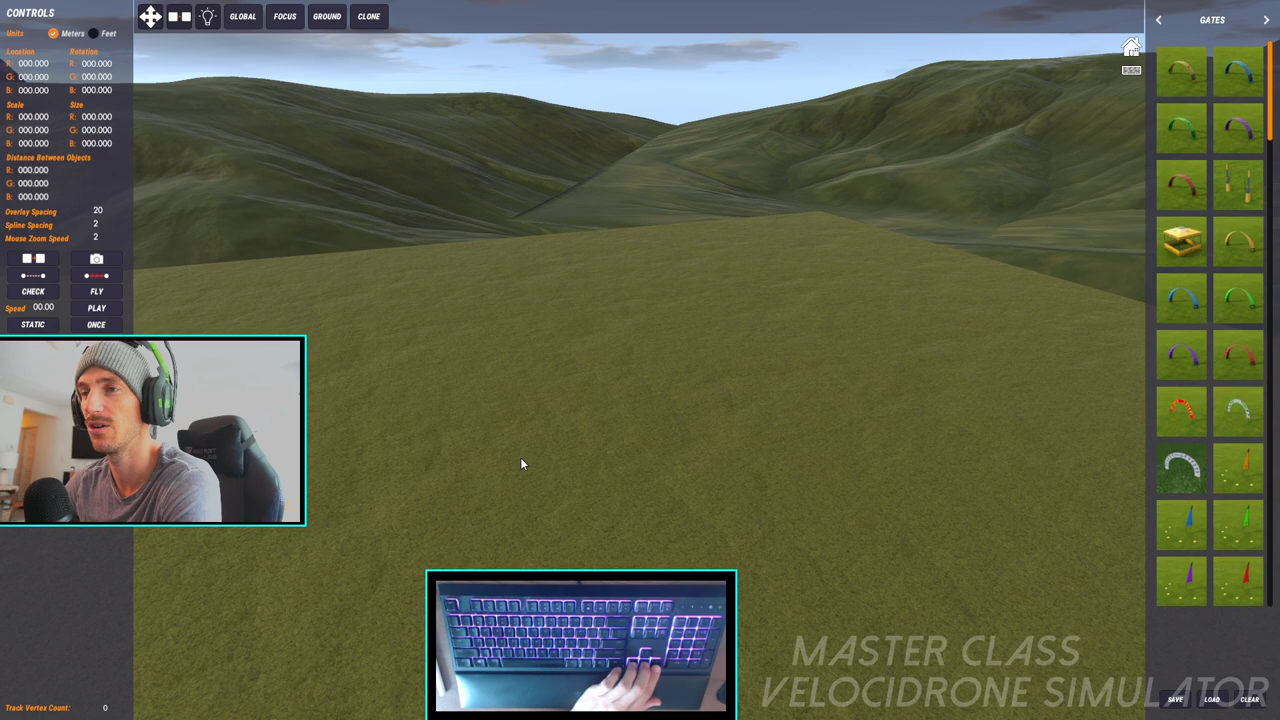 CONTROLS
Units Meters Feet
Location Rotation
R: 000.000 R: 000.000
G: 000.000 G: 000.000
B: 000.000 B: 000.000
Scale Size
R: 000.000 R: 000.000
G: 000.000 G: 000.000
B: 000.000 B: 000.000
Distance Between Objects
R: 000.000
G: 000.000
B: 000.000
Overlay Spacing 20
Spline Spacing 2
Mouse Zoom Speed 2
CHECK FLY
Speed 00.00 PLAY
STATIC ONCE
Track Vertex Count: 0
GLOBAL FOCUS GROUND CLONE
GATES
MASTER CLASS
VELOCIDRONE SIMULATOR
SAVE LOAD CLEAR